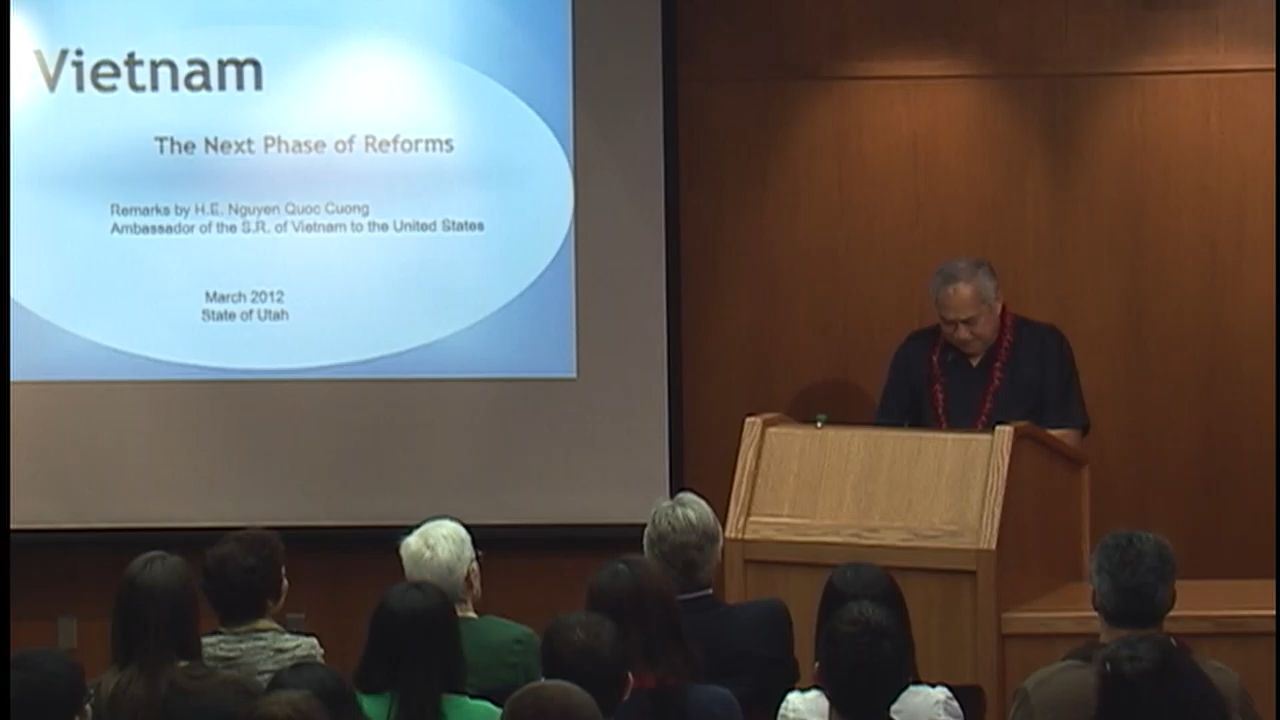 Vietnam
The Next Phase of Reforms
Remarks by H.E. Nguyen Quoc Cuong
Ambassador of the S.R. of Vietnam to the United States
March 2012
State of Utah